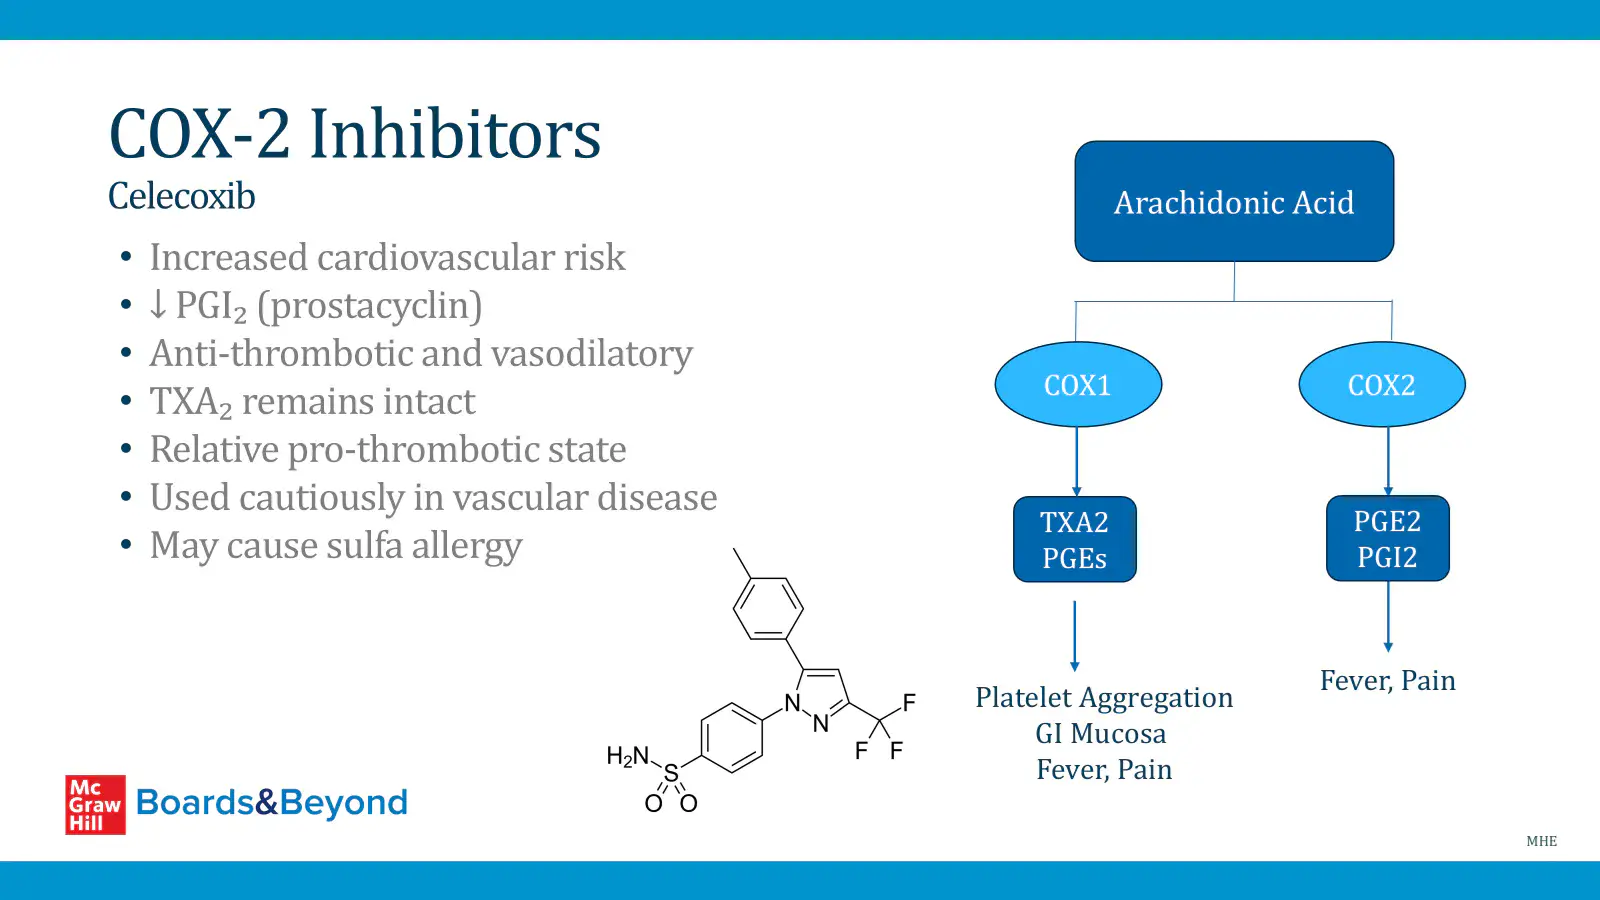 COX-2 Inhibitors
Celecoxib
• Increased cardiovascular risk
• ↓ PGI₂ (prostacyclin)
• Anti-thrombotic and vasodilatory
• TXA₂ remains intact
• Relative pro-thrombotic state
• Used cautiously in vascular disease
• May cause sulfa allergy
Arachidonic Acid
COX1
COX2
TXA2
PGEs
PGE2
PGI2
Platelet Aggregation
GI Mucosa
Fever, Pain
Fever, Pain
N
N
F
F
F
H₂N
S
O
O
Mc
Graw
Hill
Boards&Beyond
MHE